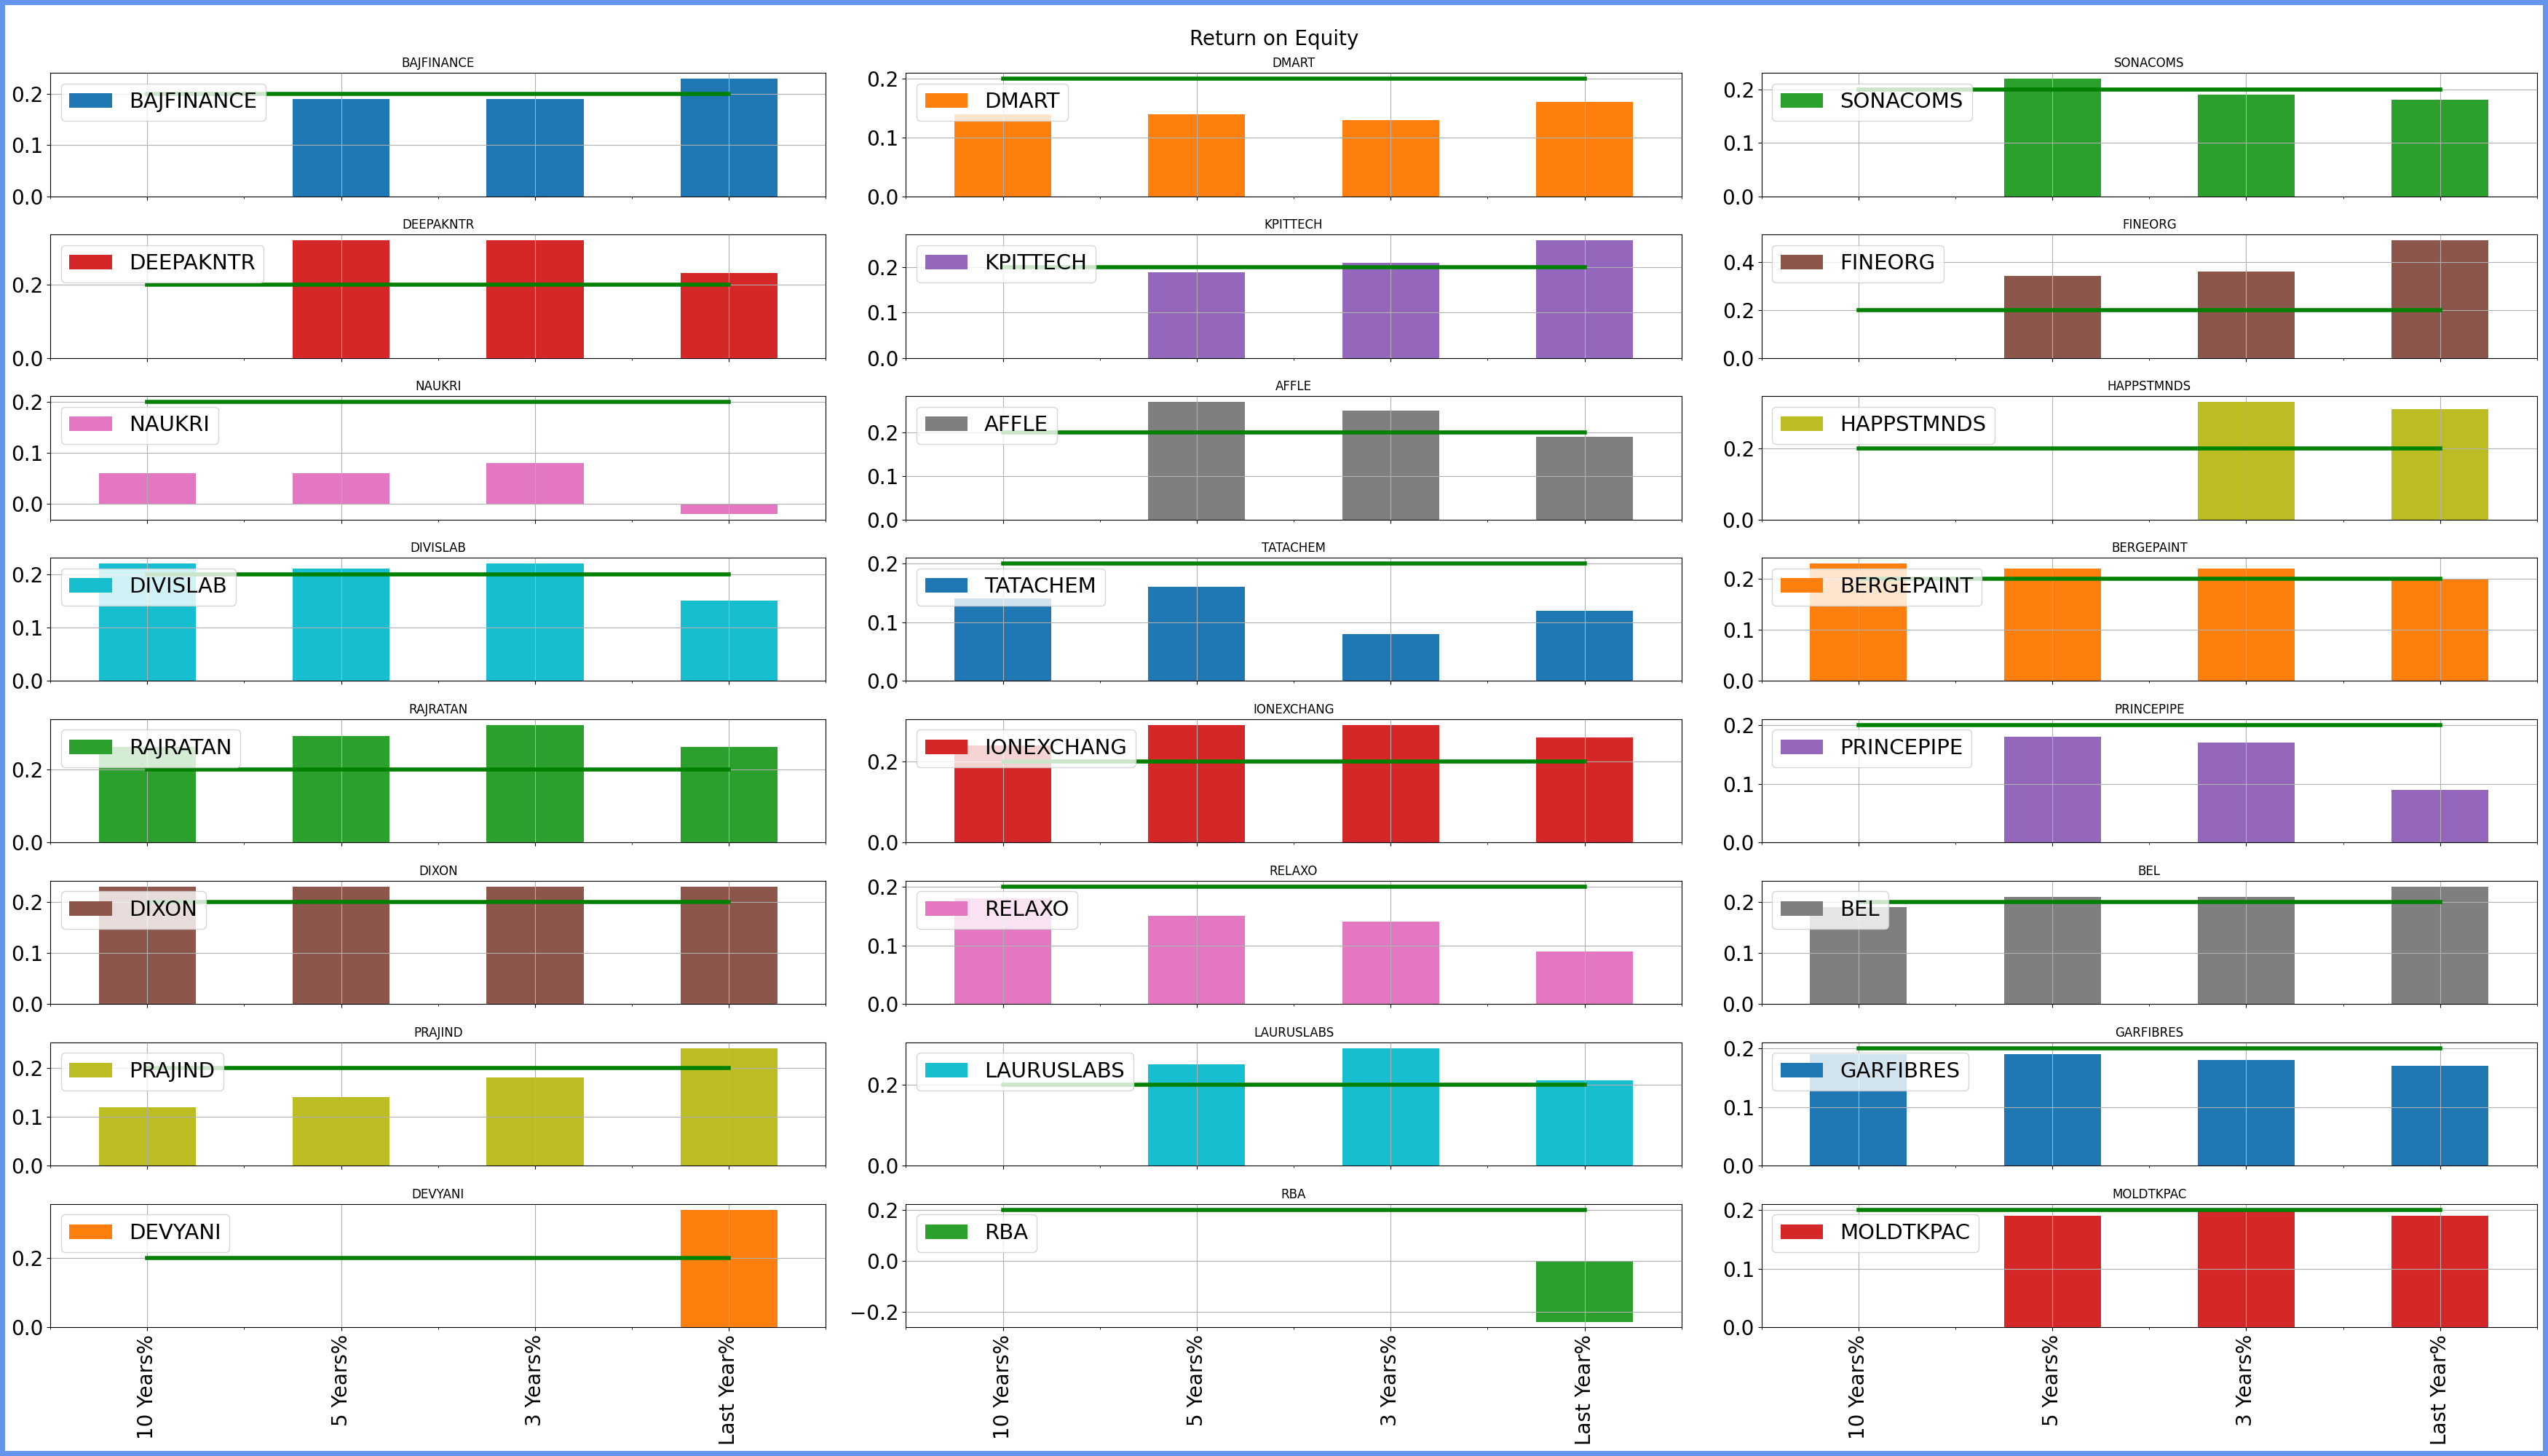 Return on Equity
BAJFINANCE
0.2
0.1
0.0
BAJFINANCE
DMART
0.2
0.1
0.0
DMART
SONACOMS
0.2
0.1
0.0
SONACOMS
DEEPAKNTR
0.2
0.0
DEEPAKNTR
KPITTECH
0.2
0.1
0.0
KPITTECH
FINEORG
0.4
0.2
0.0
FINEORG
NAUKRI
0.2
0.1
0.0
NAUKRI
AFFLE
0.2
0.1
0.0
AFFLE
HAPPSTMNDS
0.2
0.0
HAPPSTMNDS
DIVISLAB
0.2
0.1
0.0
DIVISLAB
TATACHEM
0.2
0.1
0.0
TATACHEM
BERGEPAINT
0.2
0.1
0.0
BERGEPAINT
RAJRATAN
0.2
0.0
RAJRATAN
IONEXCHANG
0.2
0.0
IONEXCHANG
PRINCEPIPE
0.2
0.1
0.0
PRINCEPIPE
DIXON
0.2
0.1
0.0
DIXON
RELAXO
0.2
0.1
0.0
RELAXO
BEL
0.2
0.1
0.0
BEL
PRAJIND
0.2
0.1
0.0
PRAJIND
LAURUSLABS
0.2
0.0
LAURUSLABS
GARFIBRES
0.2
0.1
0.0
GARFIBRES
DEVYANI
0.2
0.0
DEVYANI
RBA
0.2
0.0
−0.2
RBA
MOLDTKPAC
0.2
0.1
0.0
MOLDTKPAC
10 Years%
5 Years%
3 Years%
Last Year%
10 Years%
5 Years%
3 Years%
Last Year%
10 Years%
5 Years%
3 Years%
Last Year%